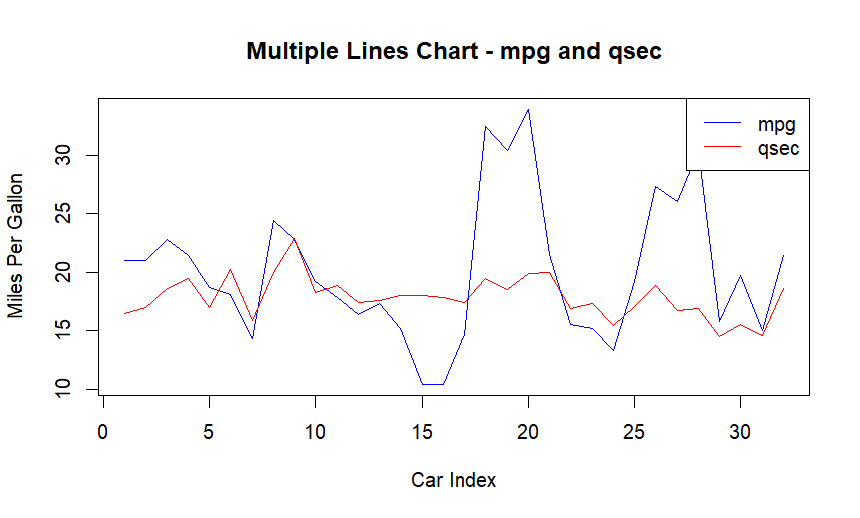 Multiple Lines Chart - mpg and qsec
mpg
qsec
Miles Per Gallon
30
25
20
15
10
0 5 10 15 20 25 30
Car Index